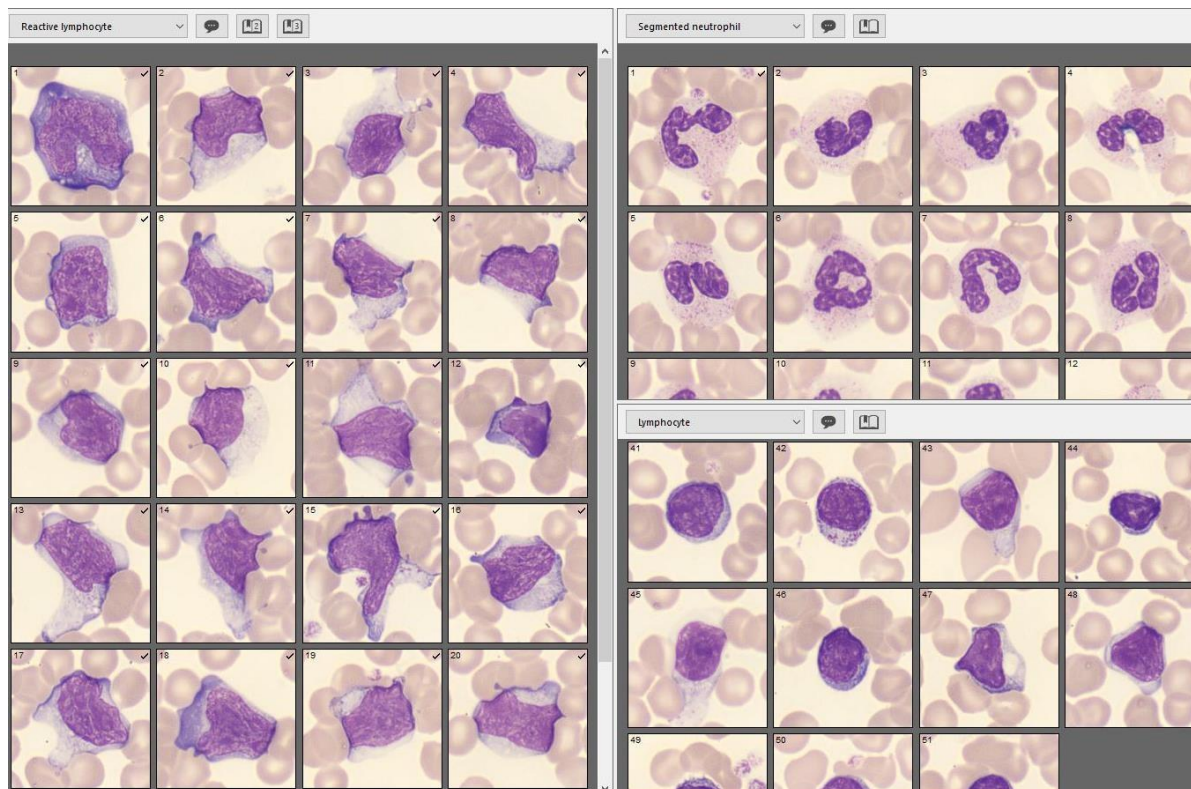 Reactive lymphocyte
2 3
1 2 3 4
5 6 7 8
9 10 11 12
13 14 15 16
17 18 19 20
Segmented neutrophil
1 2 3 4
5 6 7 8
9 10 11 12
Lymphocyte
41 42 43 44
45 46 47 48
49 50 51